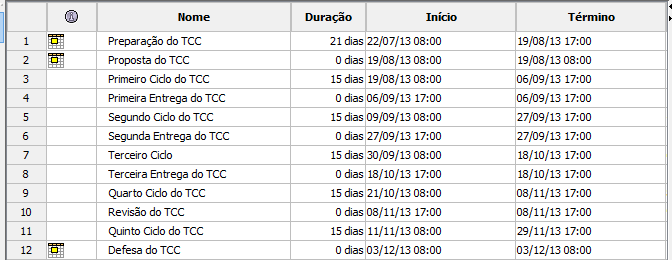 Nome Duração Início Término
1 Preparação do TCC 21 dias 22/07/13 08:00 19/08/13 17:00
2 Proposta do TCC 0 dias 19/08/13 08:00 19/08/13 08:00
3 Primeiro Ciclo do TCC 15 dias 19/08/13 08:00 06/09/13 17:00
4 Primeira Entrega do TCC 0 dias 06/09/13 17:00 06/09/13 17:00
5 Segundo Ciclo do TCC 15 dias 09/09/13 08:00 27/09/13 17:00
6 Segunda Entrega do TCC 0 dias 27/09/13 17:00 27/09/13 17:00
7 Terceiro Ciclo 15 dias 30/09/13 08:00 18/10/13 17:00
8 Terceira Entrega do TCC 0 dias 18/10/13 17:00 18/10/13 17:00
9 Quarto Ciclo do TCC 15 dias 21/10/13 08:00 08/11/13 17:00
10 Revisão do TCC 0 dias 08/11/13 17:00 08/11/13 17:00
11 Quinto Ciclo do TCC 15 dias 11/11/13 08:00 29/11/13 17:00
12 Defesa do TCC 0 dias 03/12/13 08:00 03/12/13 08:00